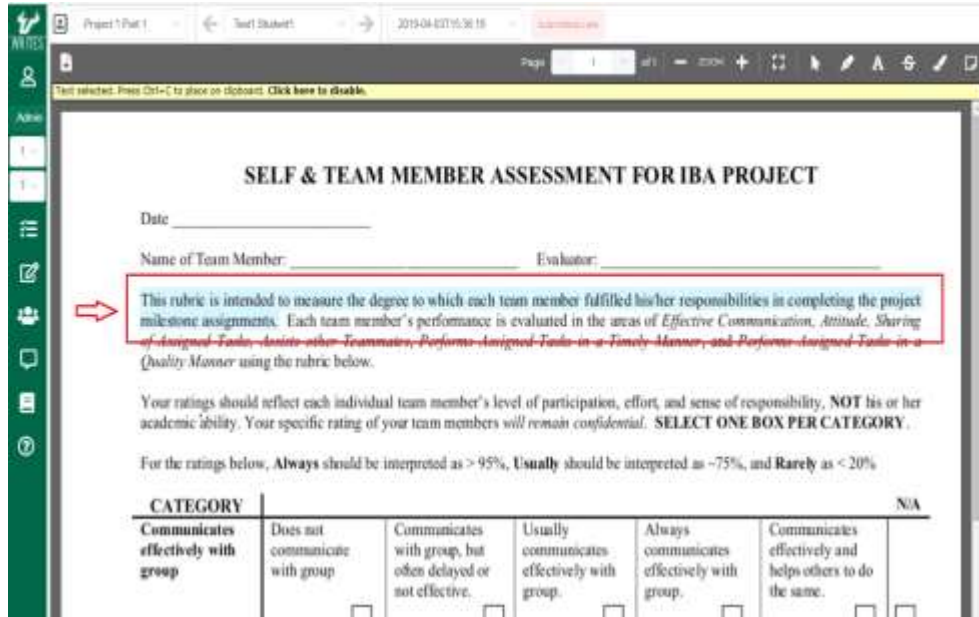 Project 1 Part 1
Test1 Student1
2019-04-03T15:36:18
WRITES
Page 1 of 1 ZOOM
Text selected. Press Ctrl+C to place on clipboard. Click here to disable.
Admin
1
1
SELF & TEAM MEMBER ASSESSMENT FOR IBA PROJECT
Date
Name of Team Member: Evaluator:
This rubric is intended to measure the degree to which each team member fulfilled his/her responsibilities in completing the project
milestone assignments. Each team member's performance is evaluated in the areas of Effective Communication, Attitude, Sharing
of Assigned Tasks, Assists other Teammates, Performs Assigned Tasks in a Timely Manner, and Performs Assigned Tasks in a
Quality Manner using the rubric below.
Your ratings should reflect each individual team member's level of participation, effort, and sense of responsibility, NOT his or her
academic ability. Your specific rating of your team members will remain confidential. SELECT ONE BOX PER CATEGORY.
For the ratings below, Always should be interpreted as > 95%, Usually should be interpreted as ~75%, and Rarely as < 20%
CATEGORY N/A
Communicates Does not Communicates Usually Always Communicates
effectively with communicate with group, but communicates communicates effectively and
group with group often delayed or effectively with effectively with helps others to do
not effective. group. group. the same.